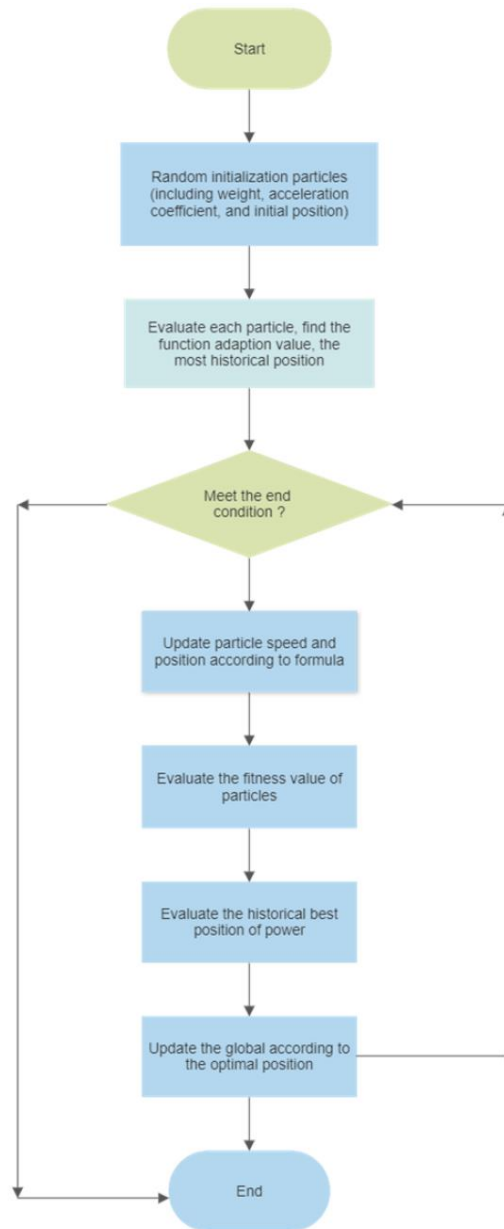 Start
Random initialization particles
(including weight, acceleration
coefficient, and initial position)
Evaluate each particle, find the
function adaption value, the
most historical position
Meet the end
condition ?
Update particle speed and
position according to formula
Evaluate the fitness value of
particles
Evaluate the historical best
position of power
Update the global according to
the optimal position
End